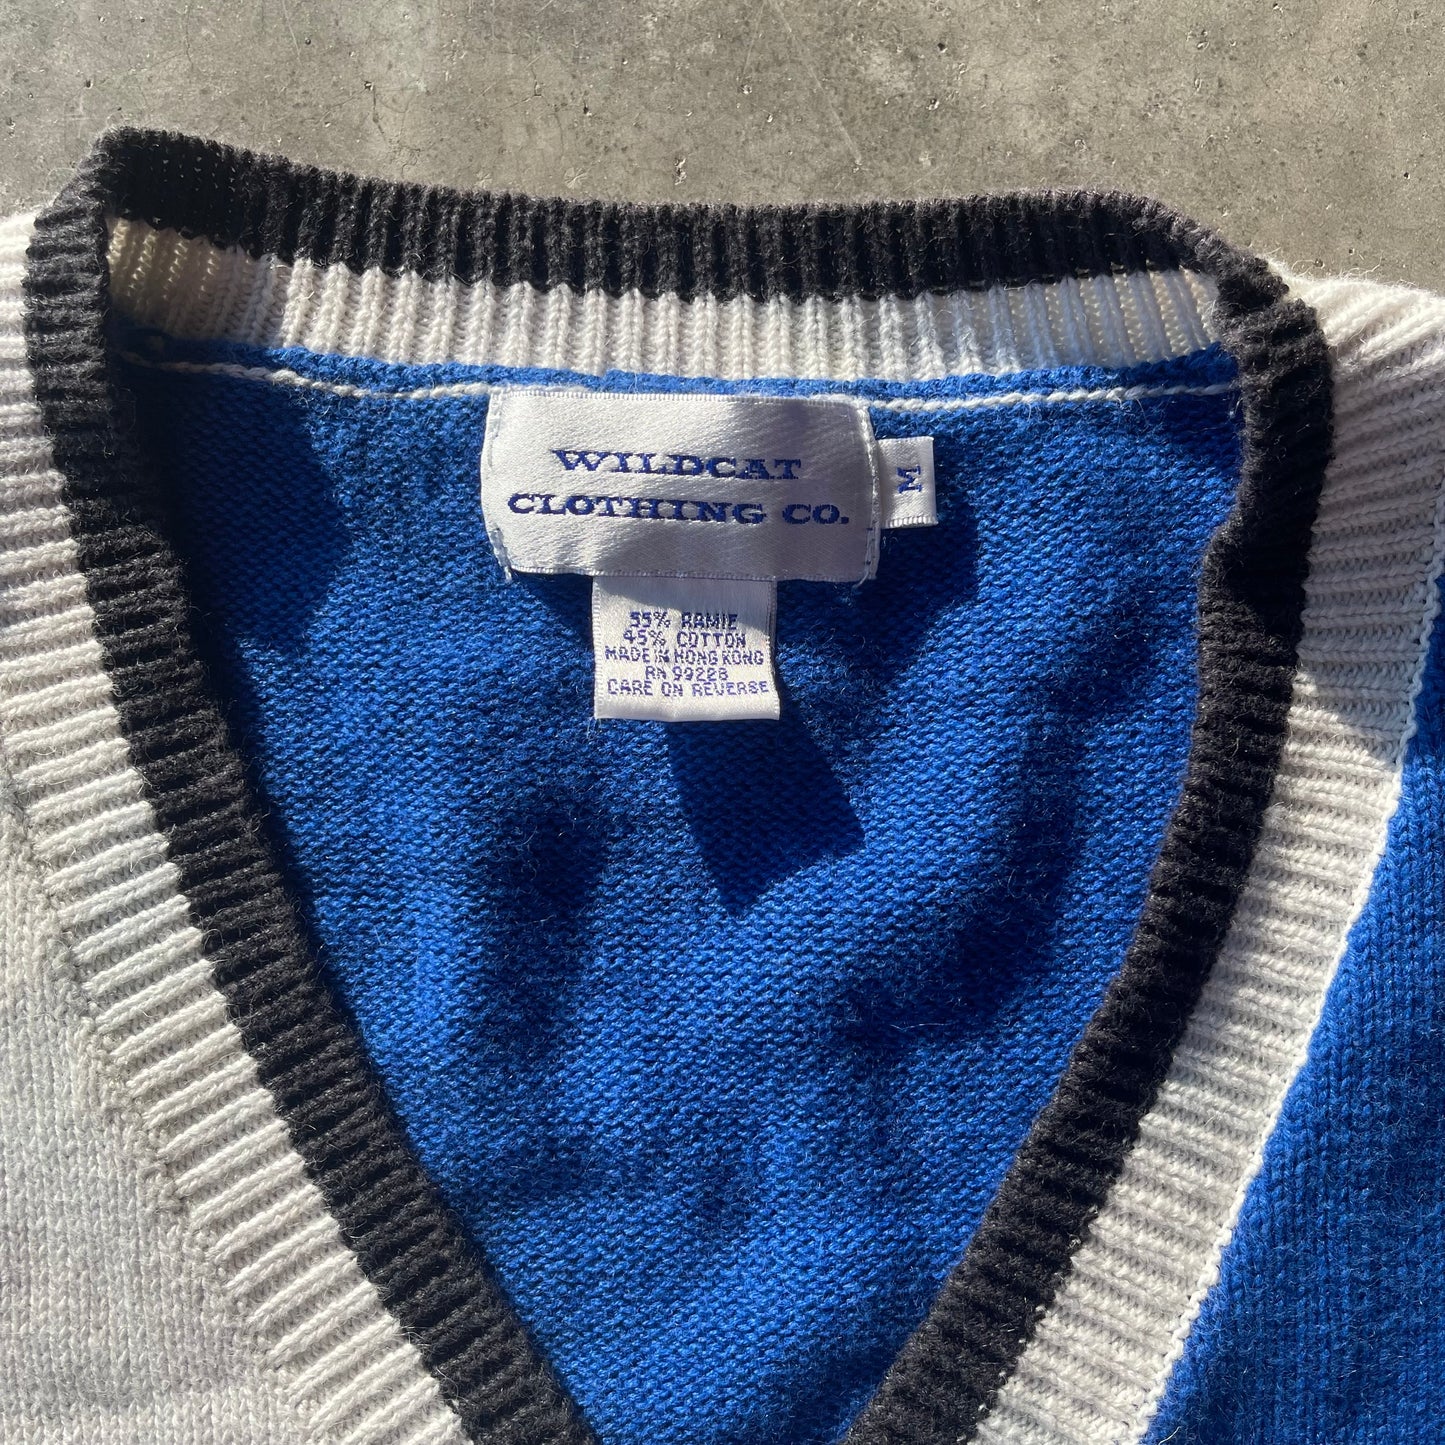 WILDCAT
CLOTHING CO.
M
55% RAMIE
45% COTTON
MADE IN HONG KONG
RN 99228
CARE ON REVERSE